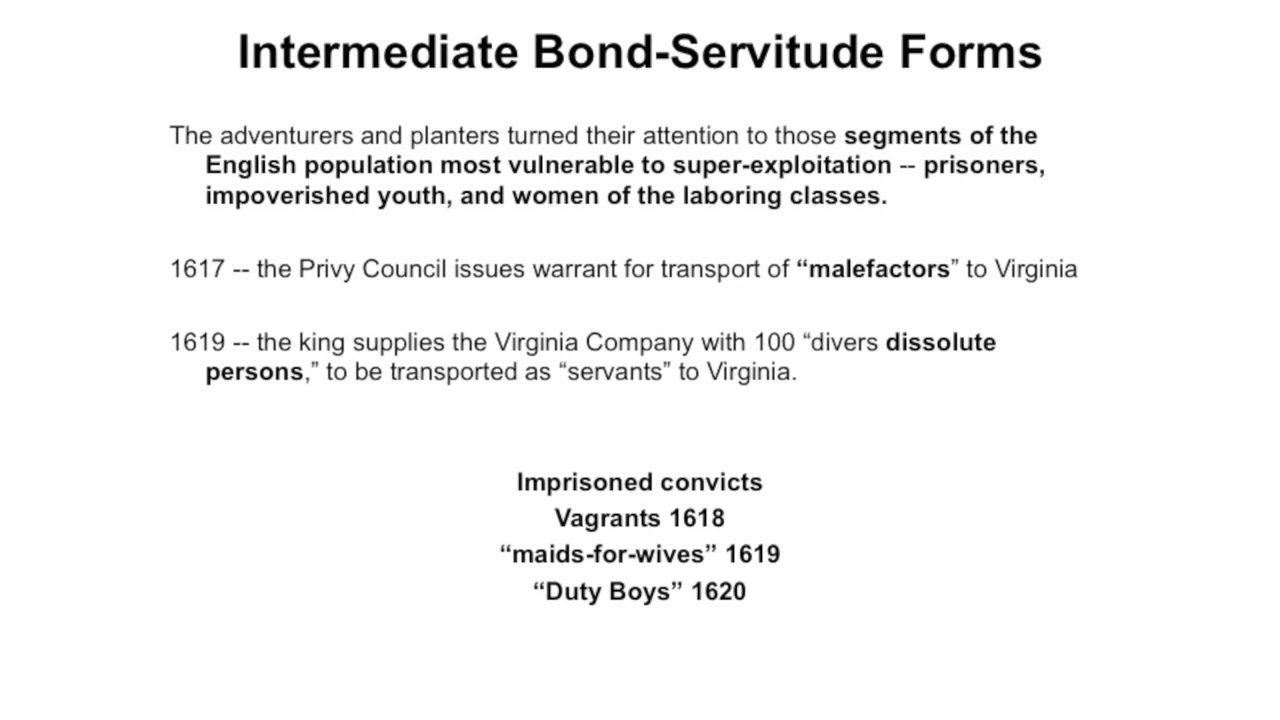 Intermediate Bond-Servitude Forms
The adventurers and planters turned their attention to those segments of the
English population most vulnerable to super-exploitation -- prisoners,
impoverished youth, and women of the laboring classes.
1617 -- the Privy Council issues warrant for transport of “malefactors” to Virginia
1619 -- the king supplies the Virginia Company with 100 “divers dissolute
persons,” to be transported as “servants” to Virginia.
Imprisoned convicts
Vagrants 1618
“maids-for-wives” 1619
“Duty Boys” 1620